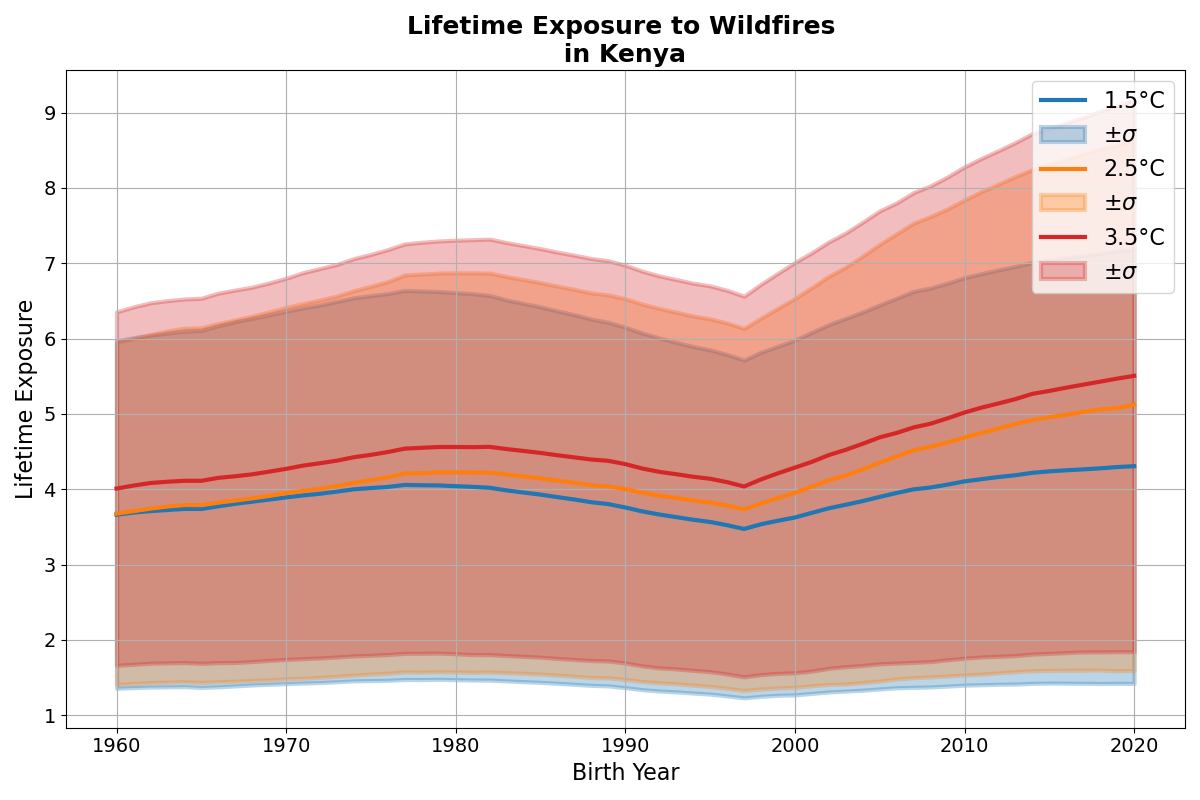 Lifetime Exposure to Wildfires
in Kenya
Lifetime Exposure
9
8
7
6
5
4
3
2
1
1.5°C
±σ
2.5°C
±σ
3.5°C
±σ
1960 1970 1980 1990 2000 2010 2020
Birth Year